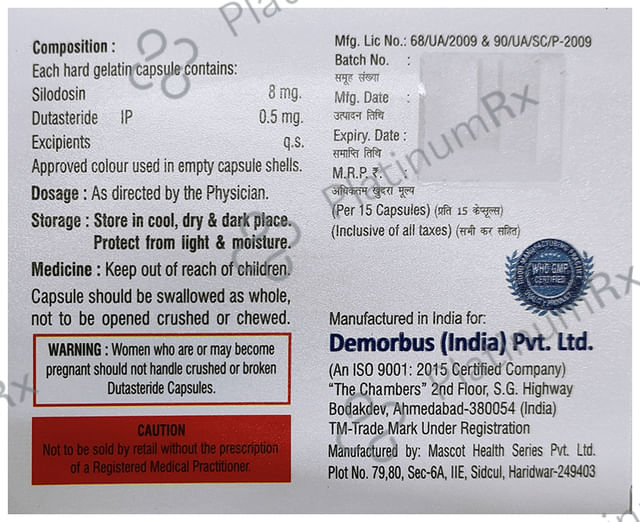 Composition :
Each hard gelatin capsule contains:
Silodosin 8 mg.
Dutasteride IP 0.5 mg.
Excipients q.s.
Approved colour used in empty capsule shells.
Dosage : As directed by the Physician.
Storage : Store in cool, dry & dark place.
Protect from light & moisture.
Medicine : Keep out of reach of children.
Capsule should be swallowed as whole,
not to be opened crushed or chewed.
WARNING : Women who are or may become
pregnant should not handle crushed or broken
Dutasteride Capsules.
CAUTION
Not to be sold by retail without the prescription
of a Registered Medical Practitioner.
Mfg. Lic No.: 68/UA/2009 & 90/UA/SC/P-2009
Batch No. :
समूह संख्या
Mfg. Date :
उत्पादन तिथि
Expiry. Date :
समाप्ति तिथि
M.R.P. ₹. :
अधिकतम खुदरा मूल्य
(Per 15 Capsules) (प्रति 15 केप्सूल्स)
(Inclusive of all taxes) (सभी कर सहित)
WHO GMP
CERTIFIED
Manufactured in India for:
Demorbus (India) Pvt. Ltd.
(An ISO 9001: 2015 Certified Company)
"The Chambers" 2nd Floor, S.G. Highway
Bodakdev, Ahmedabad-380054 (India)
TM-Trade Mark Under Registration
Manufactured by: Mascot Health Series Pvt. Ltd.
Plot No. 79,80, Sec-6A, IIE, Sidcul, Haridwar-249403
PlatinumRx
PlatinumRx